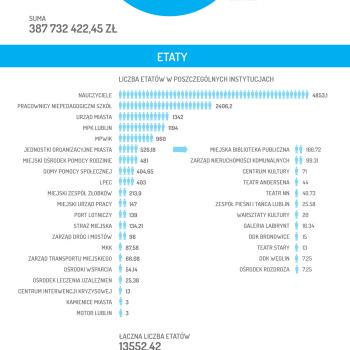 SUMA
387 732 422,45 ZŁ
ETATY
LICZBA ETATÓW W POSZCZEGÓLNYCH INSTYTUCJACH
NAUCZYCIELE 4853,1
PRACOWNICY NIEPEDAGOGICZNI SZKÓŁ 2406,2
URZĄD MIASTA 1342
MPK LUBLIN 1194
MPWIK 960
JEDNOSTKI ORGANIZACYJNE MIASTA 526,18
MIEJSKI OŚRODEK POMOCY RODZINIE 481
DOMY POMOCY SPOŁECZNEJ 404,65
LPEC 403
MIEJSKI ZESPÓŁ ŻŁOBKÓW 213,9
MIEJSKI URZĄD PRACY 147
PORT LOTNICZY 139
STRAŻ MIEJSKA 134,21
ZARZĄD DRÓG I MOSTÓW 98
MKK 87,58
ZARZĄD TRANSPORTU MIEJSKIEGO 66,08
OŚRODKI WSPARCIA 54,14
OŚRODEK LECZENIA UZALEŻNIEŃ 25,38
CENTRUM INTERWENCJI KRYZYSOWEJ 13
KAMIENICE MIASTA 3
MOTOR LUBLIN 3
MIEJSKA BIBLIOTEKA PUBLICZNA 166,72
ZARZĄD NIERUCHOMOŚCI KOMUNALNYCH 99,31
CENTRUM KULTURY 71
TEATR ANDERSENA 44
TEATR NN 40,73
ZESPÓŁ PIEŚNI I TAŃCA LUBLIN 25,58
WARSZTATY KULTURY 20
GALERIA LABIRYNT 16,34
DDK BRONOWICE 15
TEATR STARY 13
DDK WĘGLIN 7,25
OŚRODEK ROZDROŻA 7,25
ŁĄCZNA LICZBA ETATÓW
13552,42